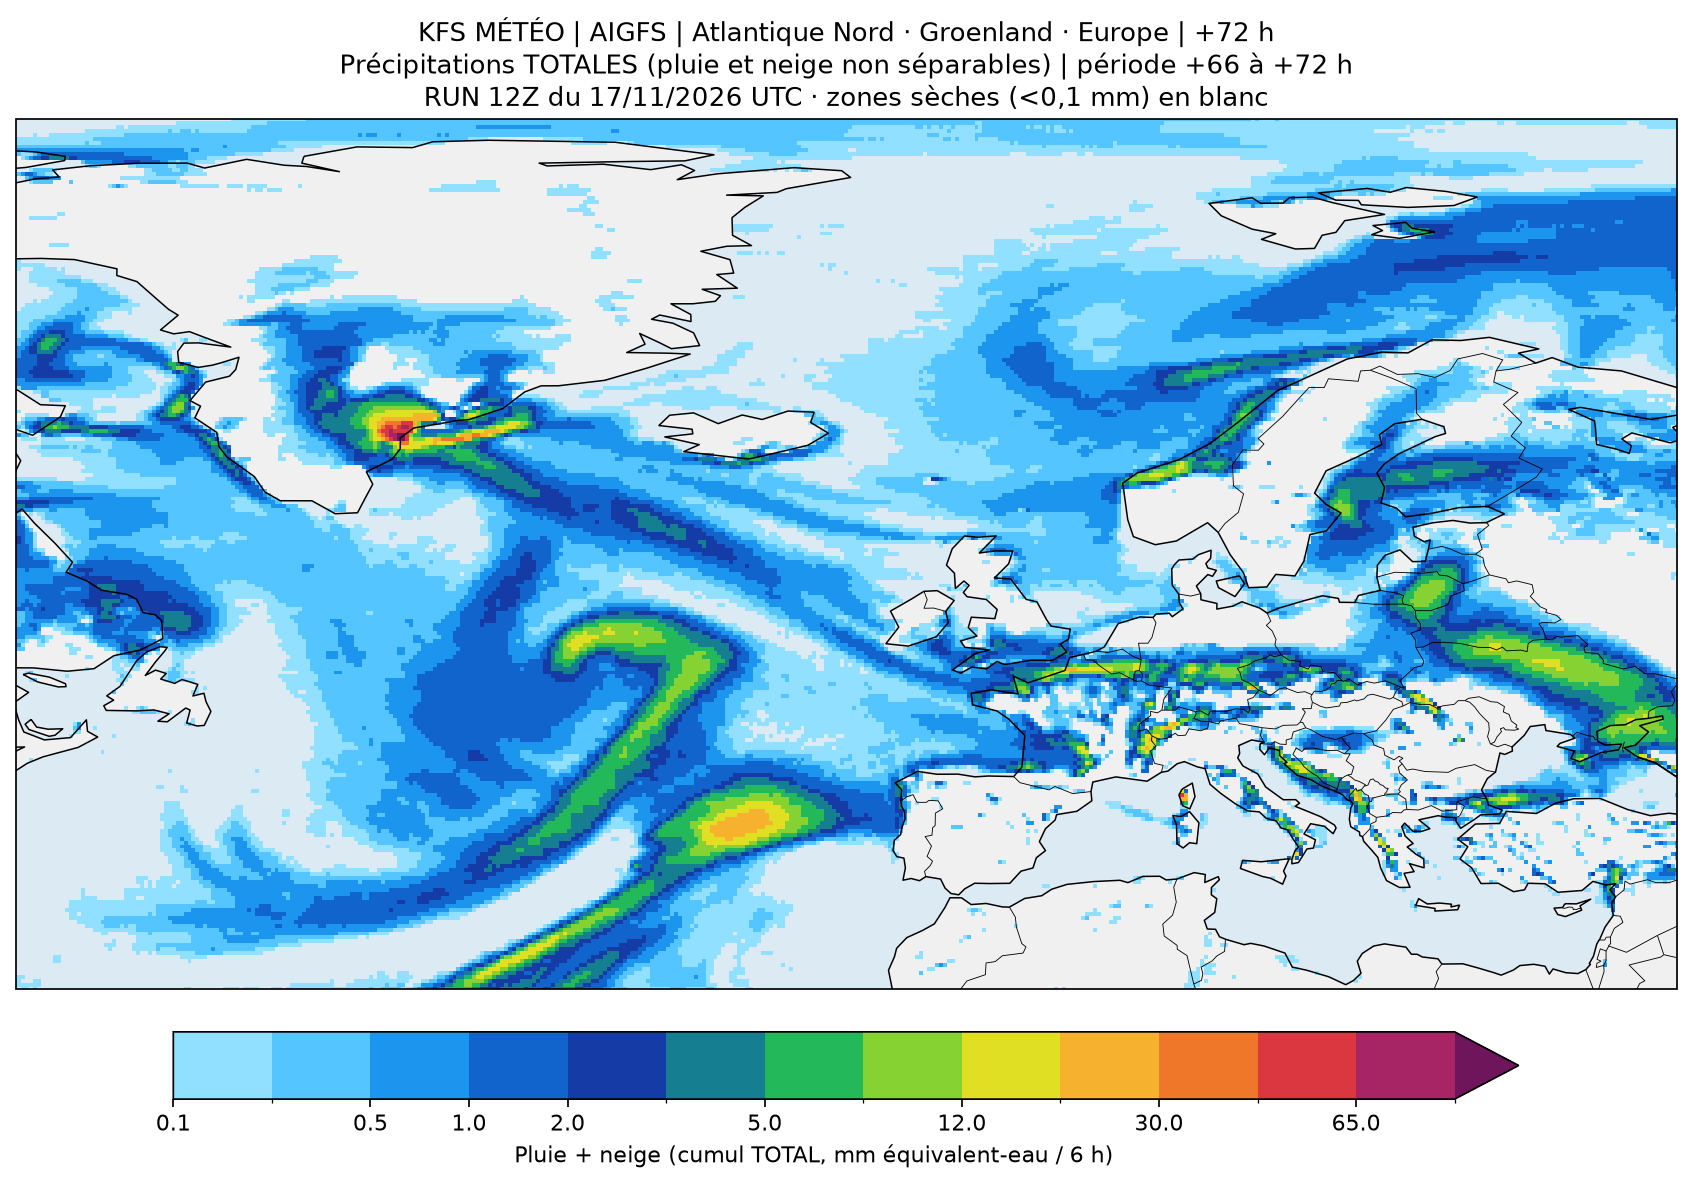 KFS MÉTÉO | AIGFS | Atlantique Nord · Groenland · Europe | +72 h
Précipitations TOTALES (pluie et neige non séparables) | période +66 à +72 h
RUN 12Z du 17/11/2026 UTC · zones sèches (<0,1 mm) en blanc
0.1 0.5 1.0 2.0 5.0 12.0 30.0 65.0
Pluie + neige (cumul TOTAL, mm équivalent-eau / 6 h)